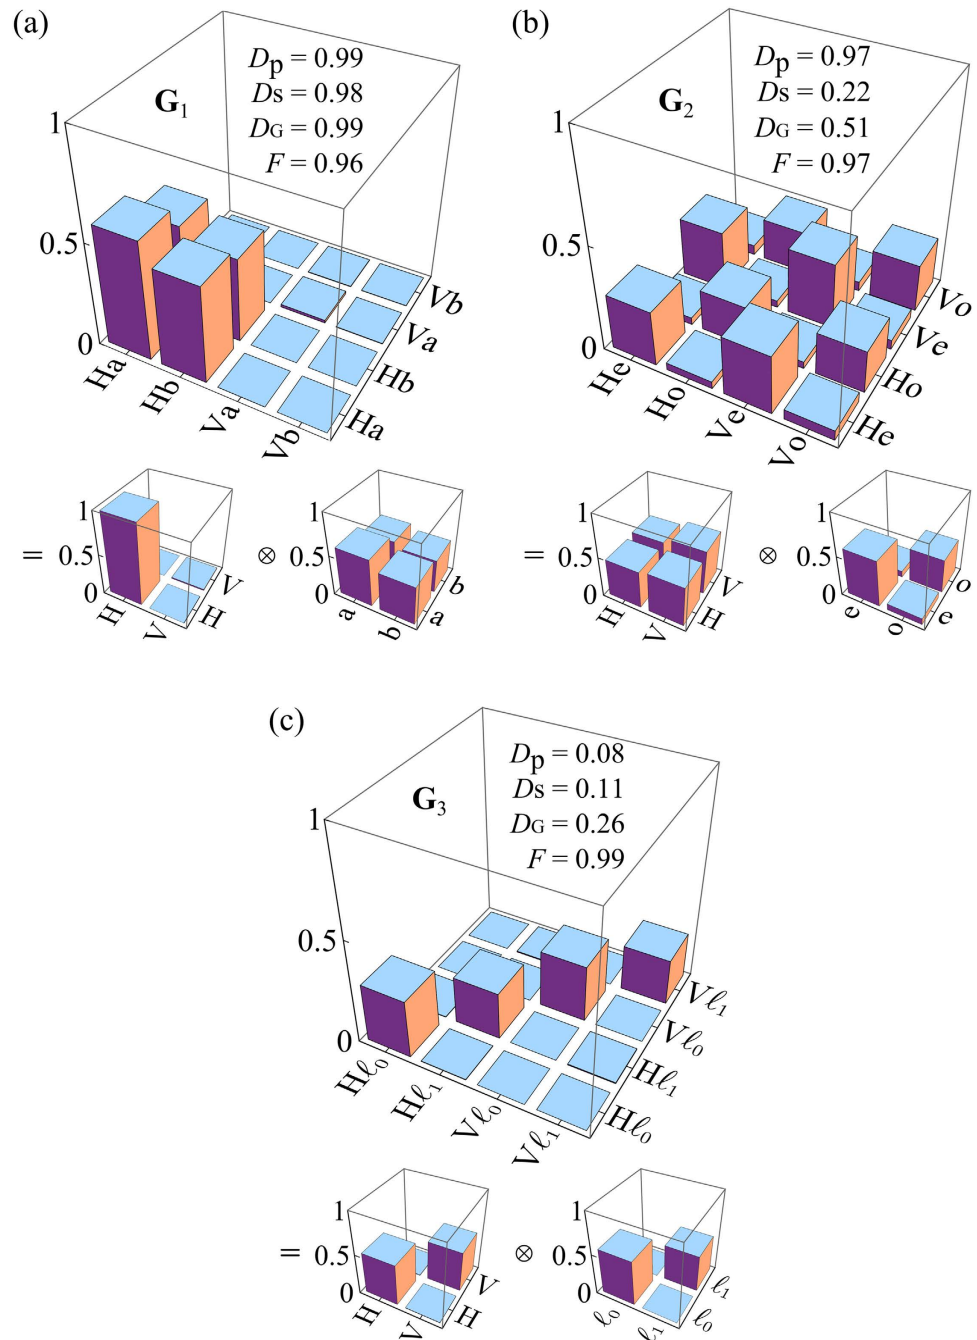 (a)
G₁
Dp = 0.99
Ds = 0.98
DG = 0.99
F = 0.96
1
0.5
0
Ha
Hb
Va
Vb
Ha
Hb
Va
Vb
=
1
0.5
0
H
V
H
V
⊗
1
0.5
0
a
b
a
b
(b)
G₂
Dp = 0.97
Ds = 0.22
DG = 0.51
F = 0.97
1
0.5
0
He
Ho
Ve
Vo
He
Ho
Ve
Vo
=
1
0.5
0
H
V
H
V
⊗
1
0.5
0
e
o
e
o
(c)
G₃
Dp = 0.08
Ds = 0.11
DG = 0.26
F = 0.99
1
0.5
0
Hℓ₀
Hℓ₁
Vℓ₀
Vℓ₁
Hℓ₀
Hℓ₁
Vℓ₀
Vℓ₁
=
1
0.5
0
H
V
H
V
⊗
1
0.5
0
ℓ₀
ℓ₁
ℓ₀
ℓ₁